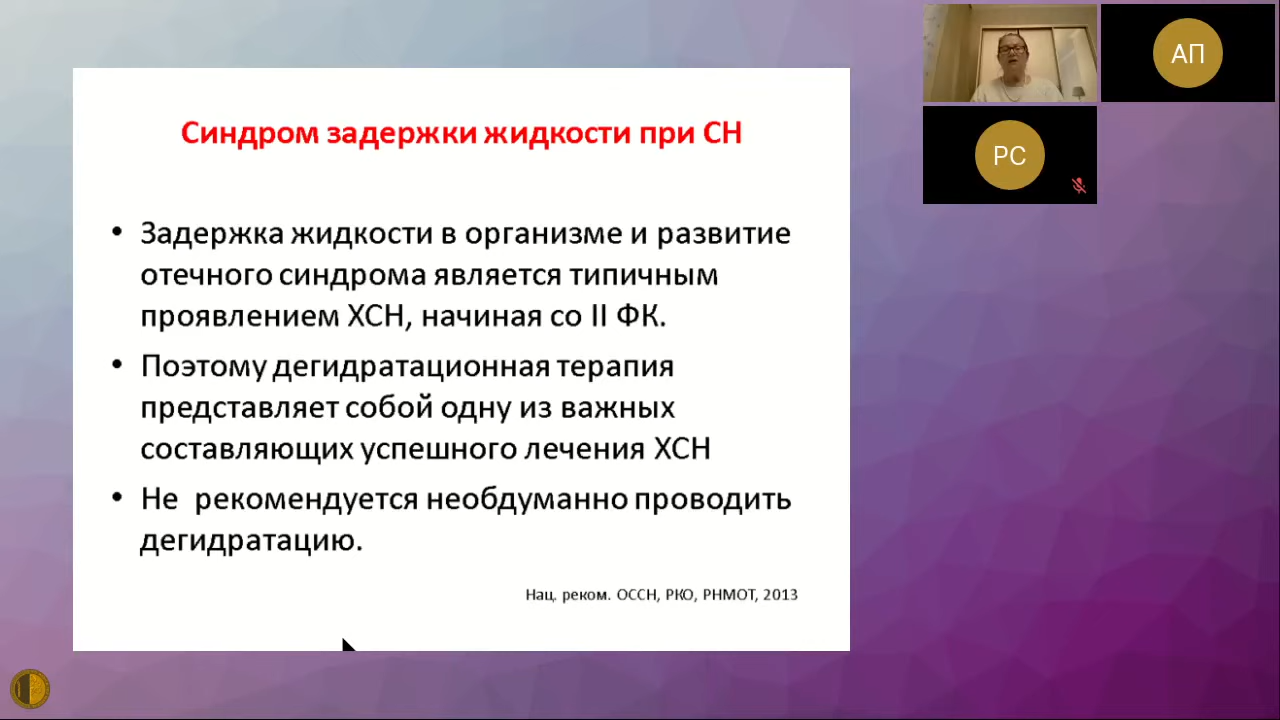 Синдром задержки жидкости при СН
• Задержка жидкости в организме и развитие
отечного синдрома является типичным
проявлением ХСН, начиная со II ФК.
• Поэтому дегидратационная терапия
представляет собой одну из важных
составляющих успешного лечения ХСН
• Не рекомендуется необдуманно проводить
дегидратацию.
Нац. реком. ОССН, РКО, РНМОТ, 2013
АП
РС